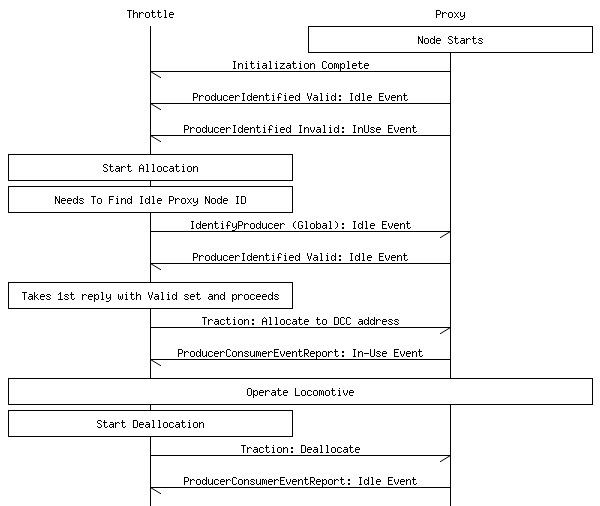 Throttle Proxy
Node Starts
Initialization Complete
ProducerIdentified Valid: Idle Event
ProducerIdentified Invalid: InUse Event
Start Allocation
Needs To Find Idle Proxy Node ID
IdentifyProducer (Global): Idle Event
ProducerIdentified Valid: Idle Event
Takes 1st reply with Valid set and proceeds
Traction: Allocate to DCC address
ProducerConsumerEventReport: In-Use Event
Operate Locomotive
Start Deallocation
Traction: Deallocate
ProducerConsumerEventReport: Idle Event